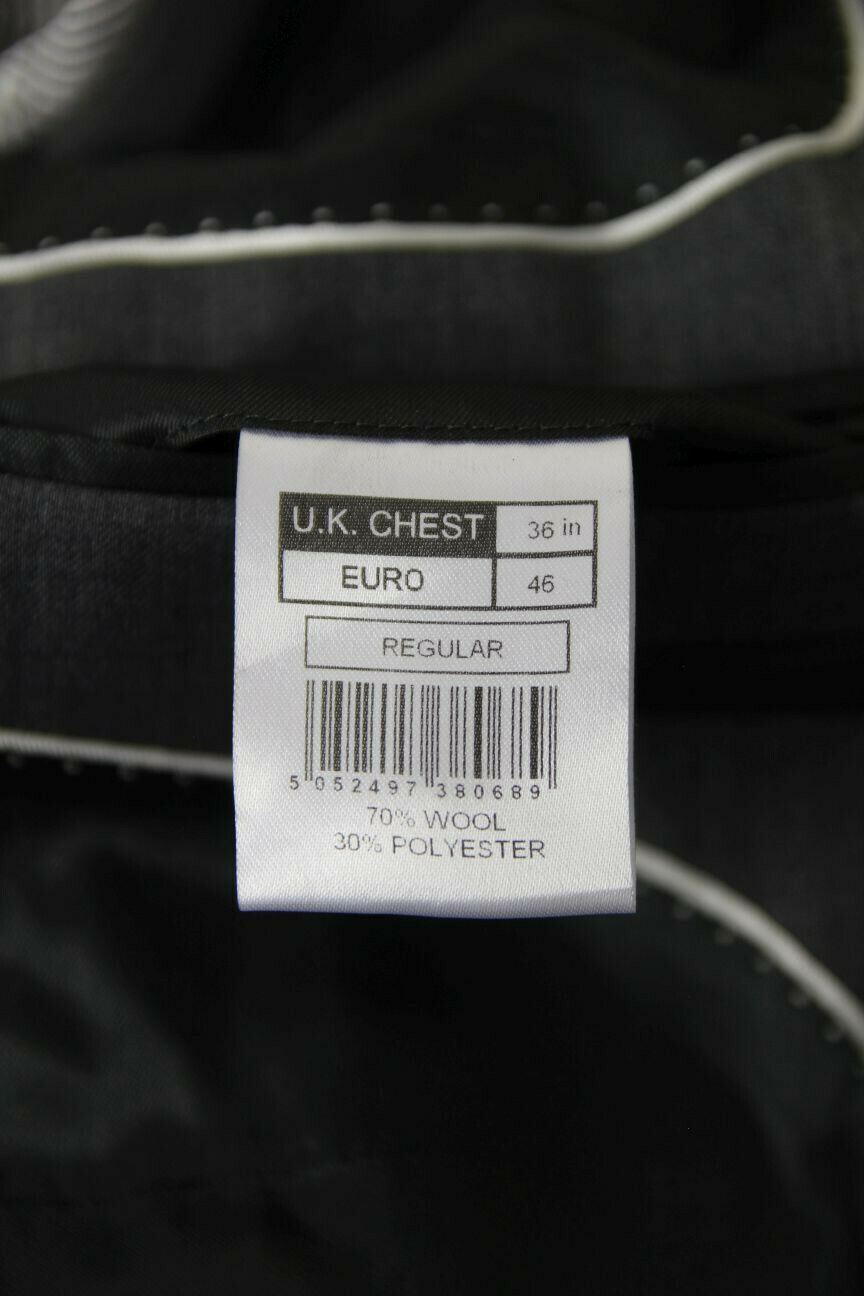 U.K. CHEST 36 in
EURO 46
REGULAR
5 052497 380689
70% WOOL
30% POLYESTER